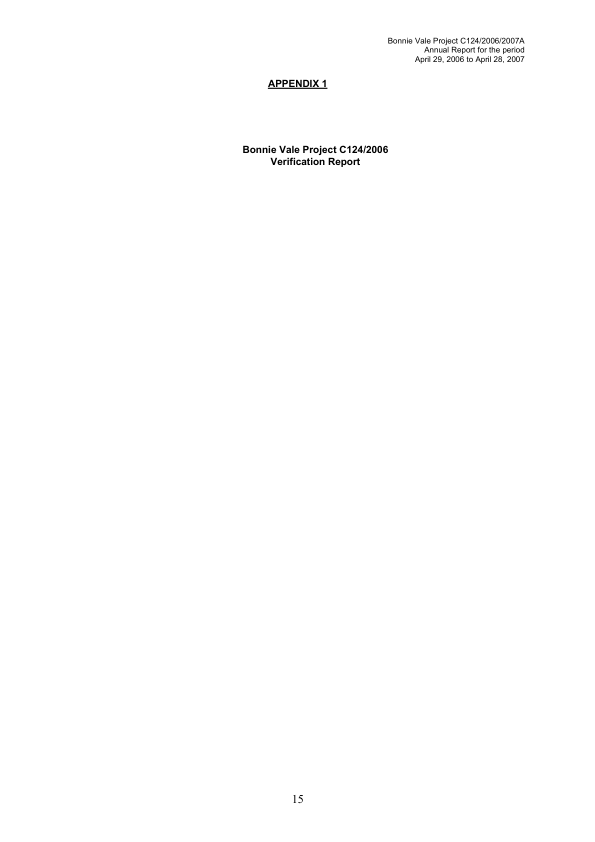 Bonnie Vale Project C124/2006/2007A
Annual Report for the period
April 29, 2006 to April 28, 2007
APPENDIX 1
Bonnie Vale Project C124/2006
Verification Report
15